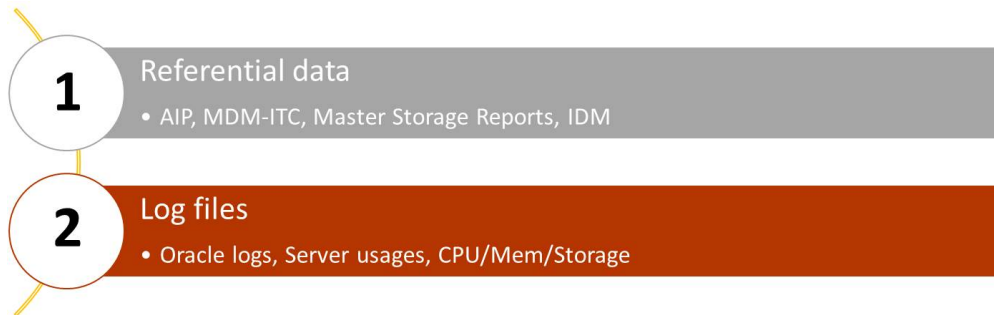 1
Referential data
• AIP, MDM-ITC, Master Storage Reports, IDM
2
Log files
• Oracle logs, Server usages, CPU/Mem/Storage